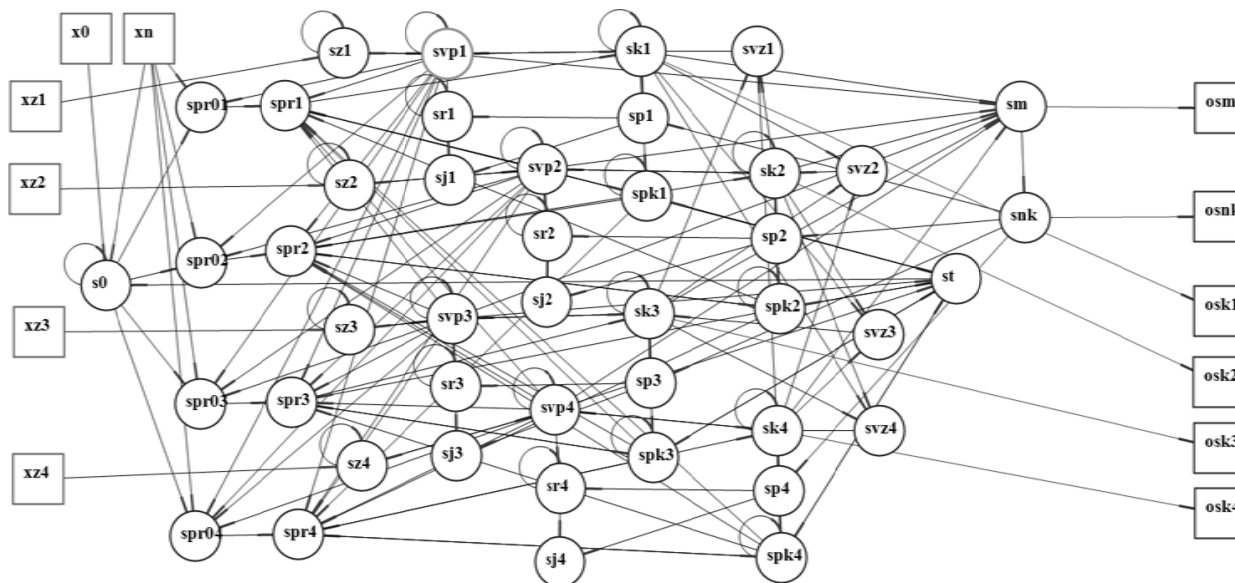 x0
xn
sz1
svp1
sk1
svz1
xz1
spr01
spr1
sr1
sp1
sm
osm
xz2
sz2
sj1
svp2
spk1
sk2
svz2
snk
osnk
s0
spr02
spr2
sr2
sp2
st
xz3
sz3
svp3
sj2
sk3
spk2
svz3
osk1
spr03
spr3
sr3
svp4
sp3
sk4
svz4
osk2
xz4
sz4
sj3
sr4
spk3
sp4
osk3
spr04
spr4
sj4
spk4
osk4